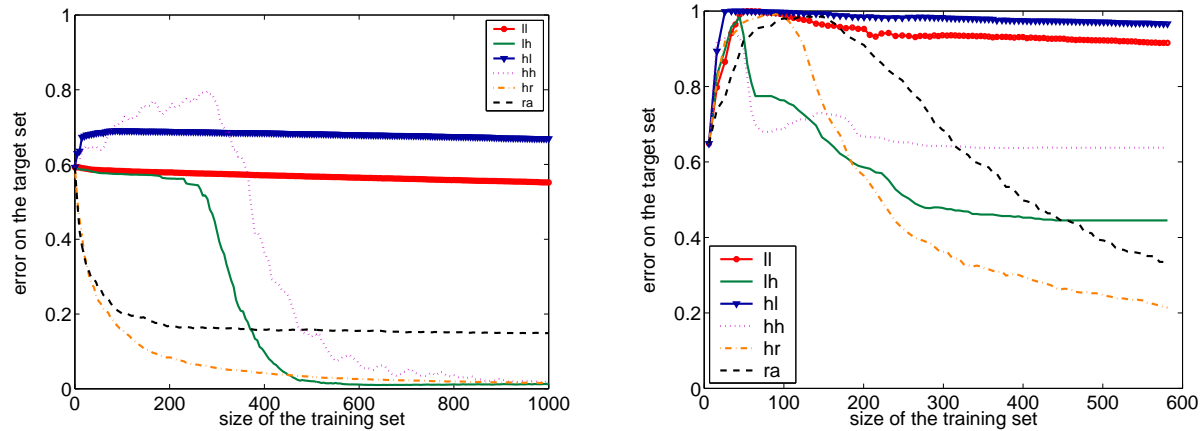 1
0.8
0.6
0.4
0.2
0
error on the target set
0 200 400 600 800 1000
size of the training set
ll
lh
hl
hh
hr
ra
1
0.8
0.6
0.4
0.2
0
error on the target set
0 100 200 300 400 500 600
size of the training set
ll
lh
hl
hh
hr
ra